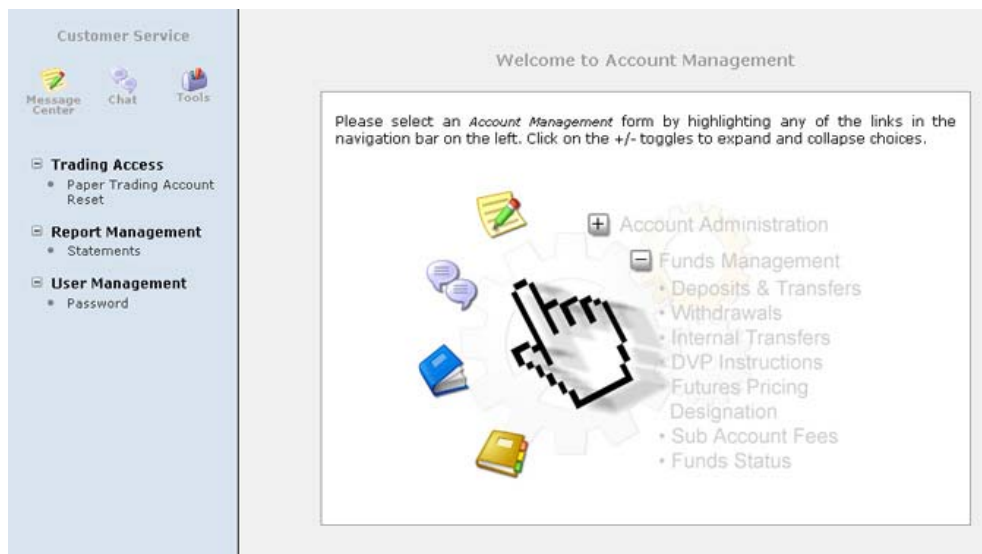 Customer Service
Message Center
Chat
Tools
Trading Access
Paper Trading Account
Reset
Report Management
Statements
User Management
Password
Welcome to Account Management
Please select an Account Management form by highlighting any of the links in the
navigation bar on the left. Click on the +/- toggles to expand and collapse choices.
+ Account Administration
− Funds Management
• Deposits & Transfers
• Withdrawals
• Internal Transfers
DVP Instructions
Futures Pricing
Designation
• Sub Account Fees
• Funds Status